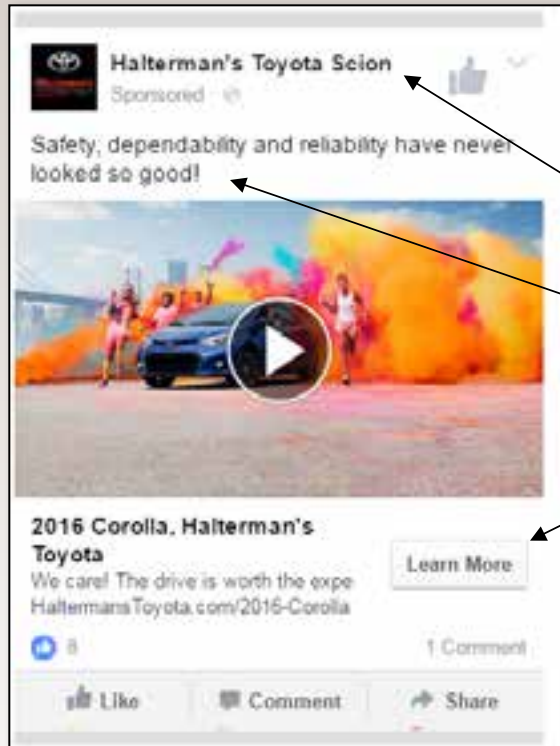 Halterman's Toyota Scion
Sponsored
Safety, dependability and reliability have never
looked so good!
2016 Corolla, Halterman's
Toyota
We care! The drive is worth the expe
HaltermansToyota.com/2016-Corolla
Learn More
8
1 Comment
Like
Comment
Share